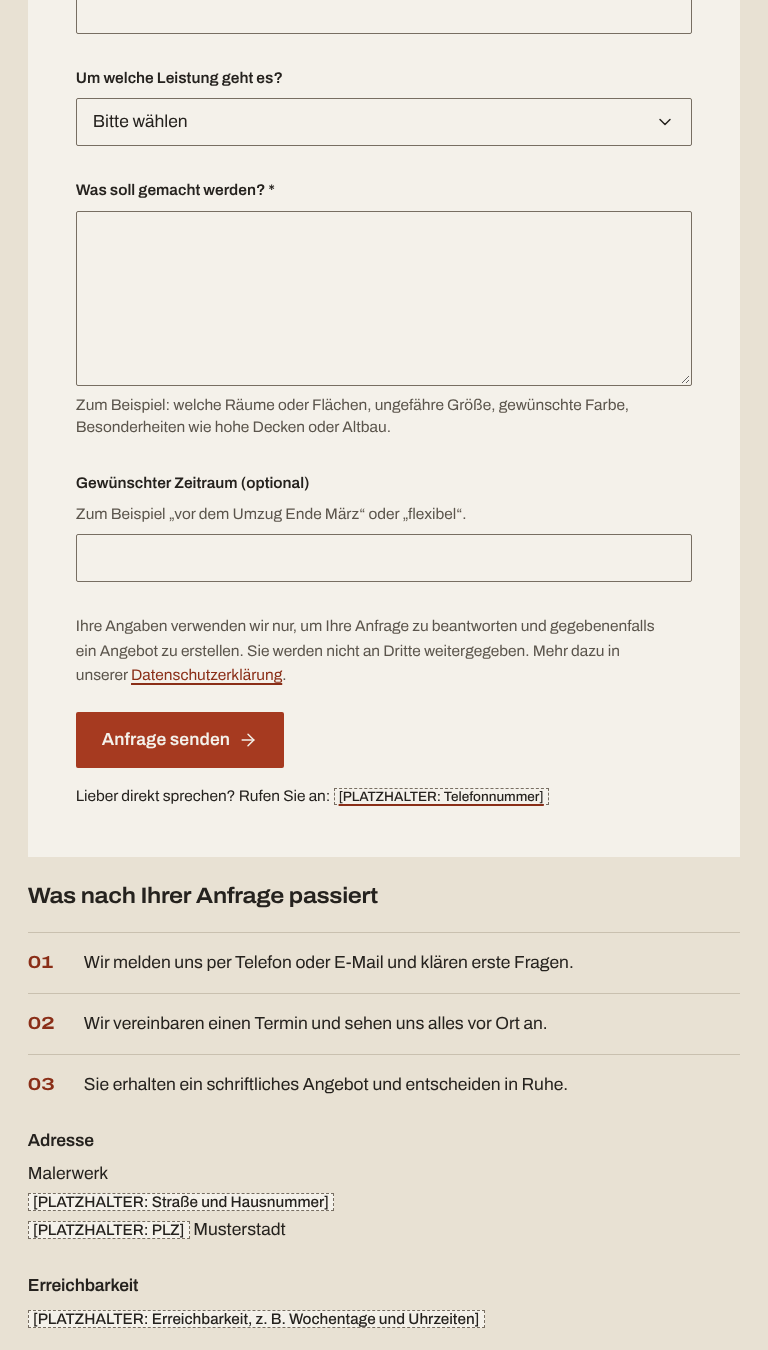 Um welche Leistung geht es?
Bitte wählen
Was soll gemacht werden? *
Zum Beispiel: welche Räume oder Flächen, ungefähre Größe, gewünschte Farbe,
Besonderheiten wie hohe Decken oder Altbau.
Gewünschter Zeitraum (optional)
Zum Beispiel „vor dem Umzug Ende März“ oder „flexibel“.
Ihre Angaben verwenden wir nur, um Ihre Anfrage zu beantworten und gegebenenfalls
ein Angebot zu erstellen. Sie werden nicht an Dritte weitergegeben. Mehr dazu in
unserer Datenschutzerklärung.
Anfrage senden →
Lieber direkt sprechen? Rufen Sie an: [PLATZHALTER: Telefonnummer]
Was nach Ihrer Anfrage passiert
01 Wir melden uns per Telefon oder E-Mail und klären erste Fragen.
02 Wir vereinbaren einen Termin und sehen uns alles vor Ort an.
03 Sie erhalten ein schriftliches Angebot und entscheiden in Ruhe.
Adresse
Malerwerk
[PLATZHALTER: Straße und Hausnummer]
[PLATZHALTER: PLZ] Musterstadt
Erreichbarkeit
[PLATZHALTER: Erreichbarkeit, z. B. Wochentage und Uhrzeiten]